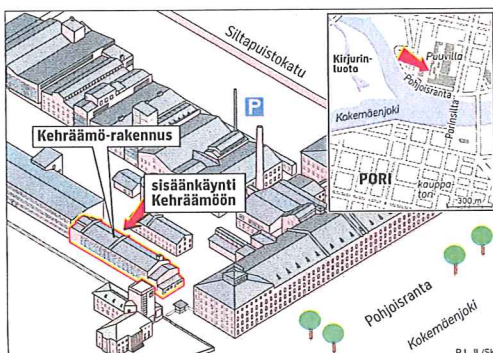 Siltapuistokatu
P
Kehräämö-rakennus
sisäänkäynti
Kehräämöön
Pohjoisranta
Kokemäenjoki
Kirjurin-
luoto
Puuvilla
Pohjoisranta
Porinsilta
Kokemäenjoki
PORI
kauppa-
tori
300 m